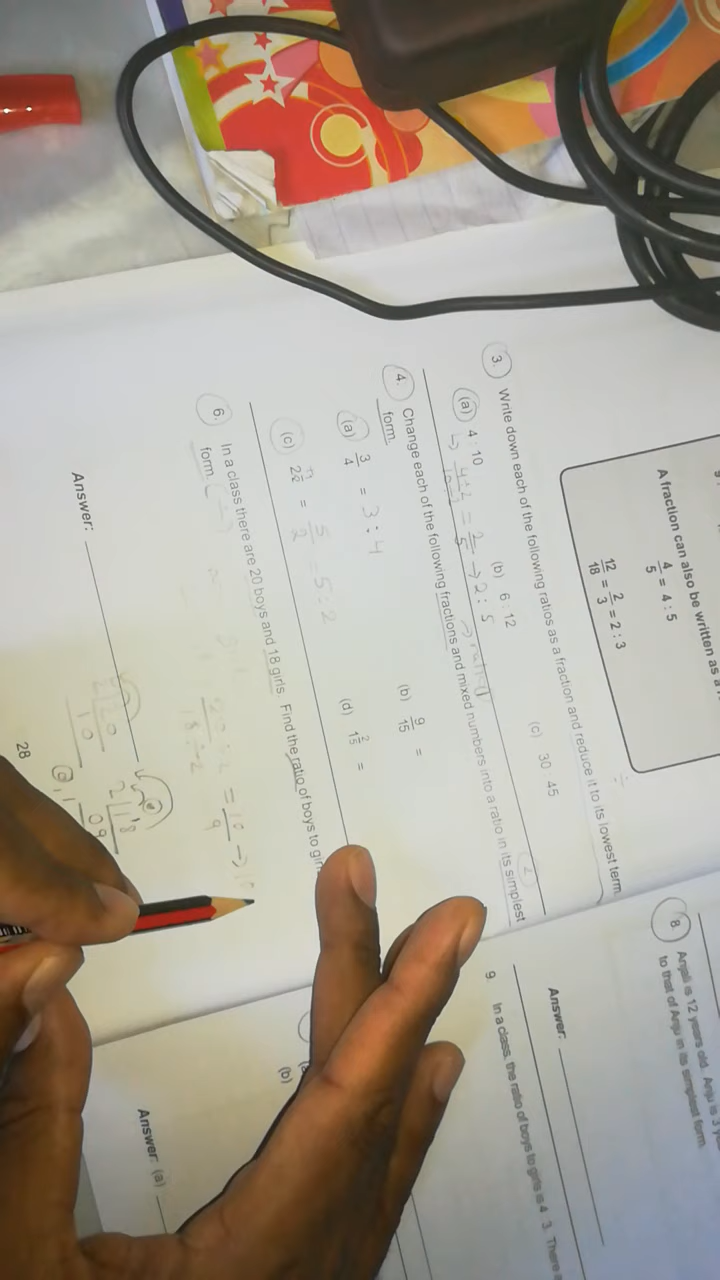 A fraction can also be written as a
4/5 = 4 : 5
12/18 = 2/3 = 2 : 3
3. Write down each of the following ratios as a fraction and reduce it to its lowest term.
(a) 4 : 10 (b) 6 : 12 (c) 30 : 45
= 2/5 → 2 : 5
4. Change each of the following fractions and mixed numbers into a ratio in its simplest
form.
(a) 3/4 = 3 : 4 (b) 9/15 =
(c) = 5/2 = 5 : 2 (d) 1 2/5 =
6. In a class there are 20 boys and 18 girls. Find the ratio of boys to
form.
Answer:
28
8 Anjali is 12 years old. Anju is 3
to that of Anju in its simplest form.
Answer:
9. In a class, the ratio of boys to girls is 4 : 3. There
(b)
Answer: (a)